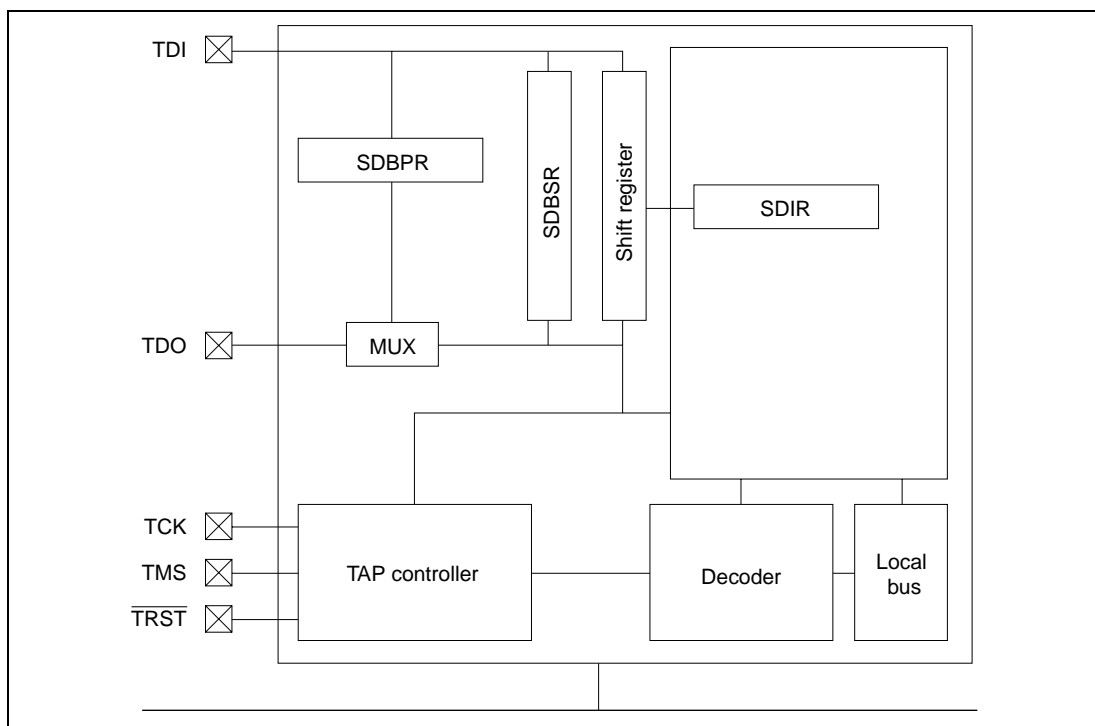 TDI
SDBPR
SDBSR
Shift register
SDIR
TDO
MUX
TCK
TMS
TRST
TAP controller
Decoder
Local
bus